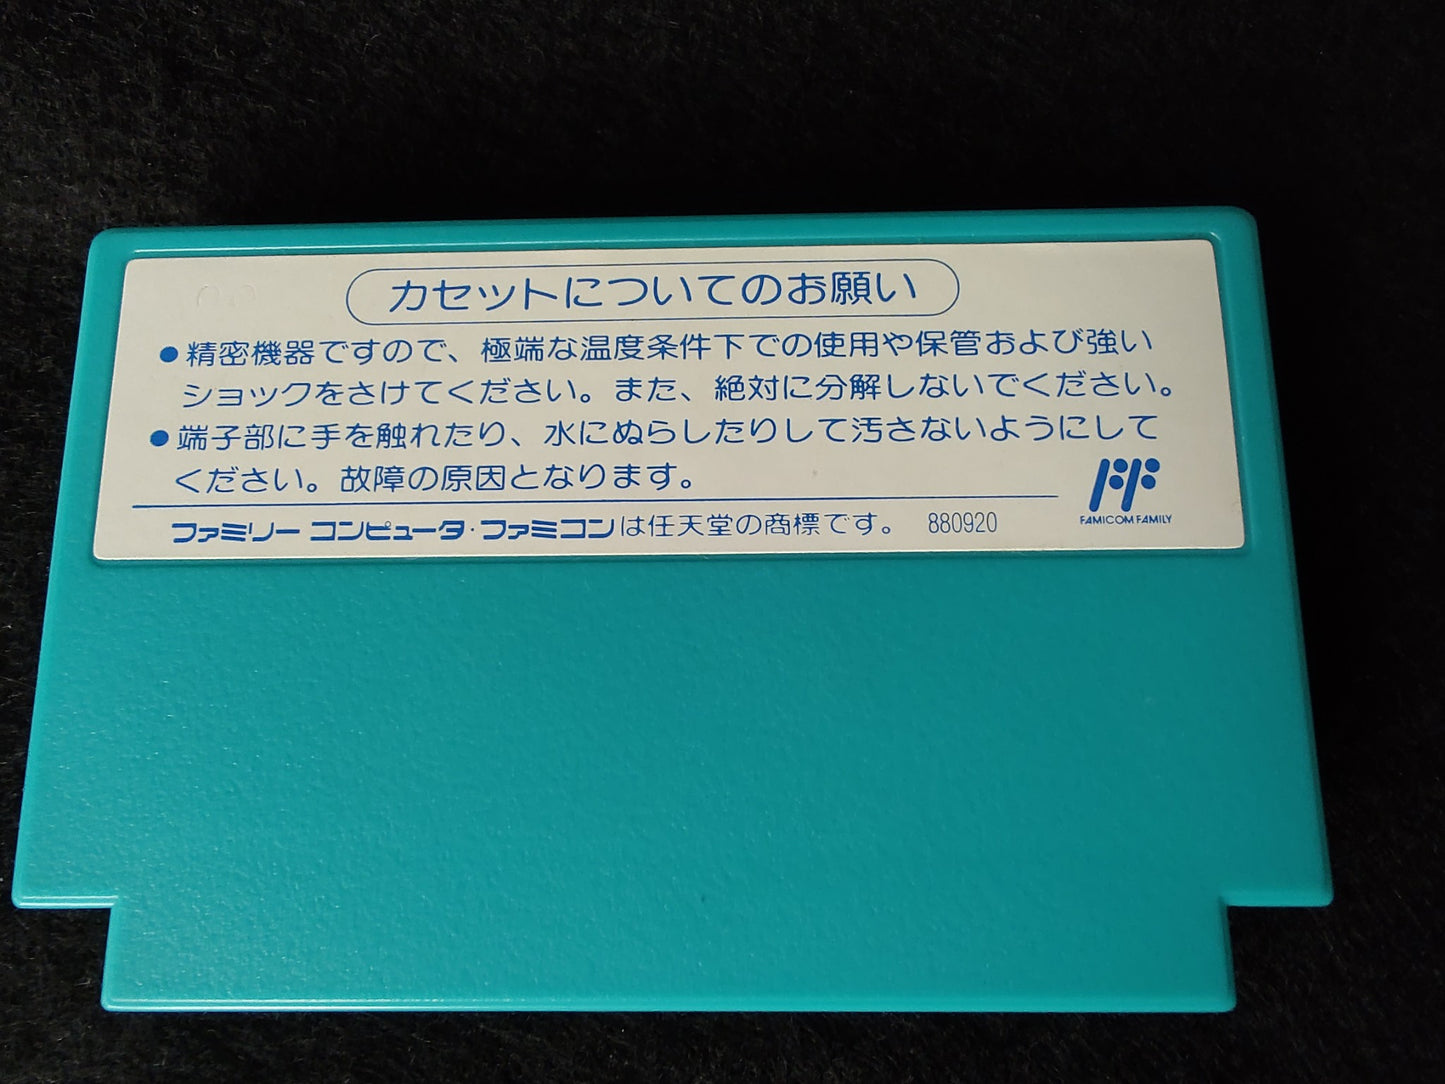 カセットについてのお願い
●精密機器ですので、極端な温度条件下での使用や保管および強い
ショックをさけてください。また、絶対に分解しないでください。
●端子部に手を触れたり、水にぬらしたりして汚さないようにして
ください。故障の原因となります。
ファミリー コンピュータ・ファミコンは任天堂の商標です。 880920
FAMICOM FAMILY